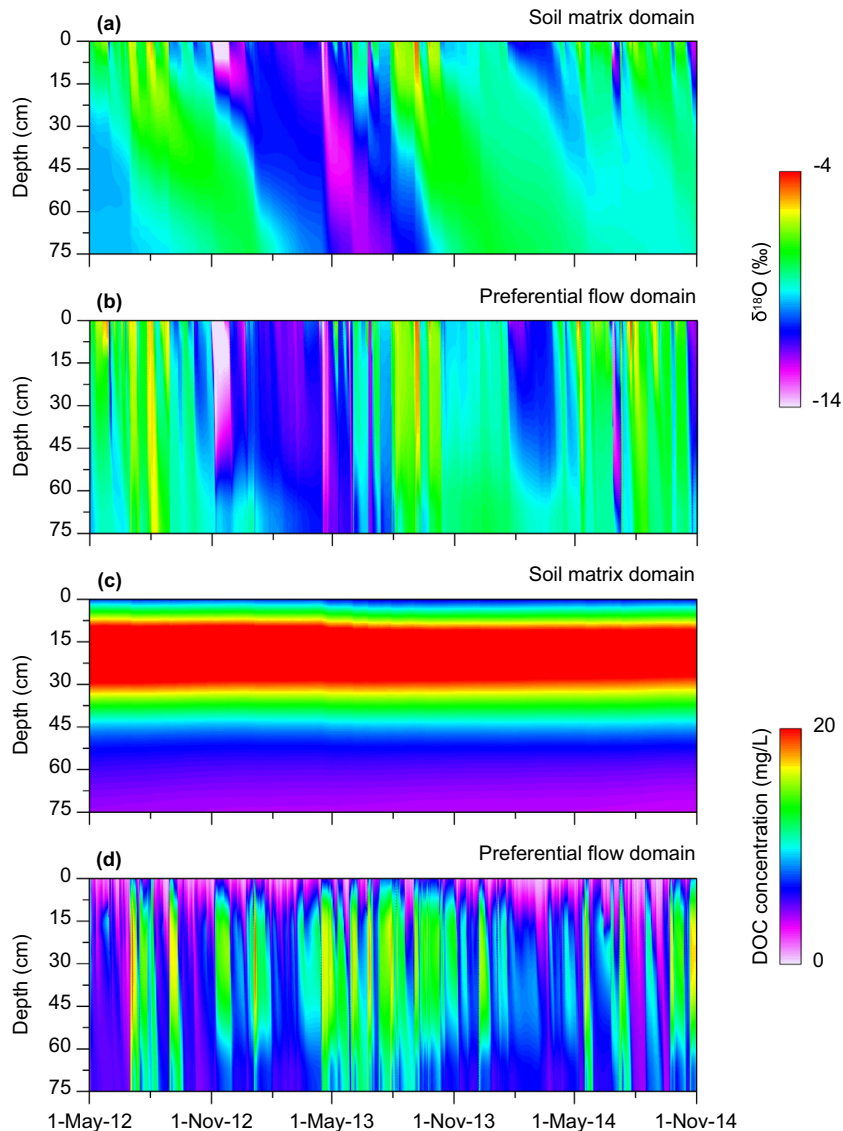 (a)
Soil matrix domain
0
15
30
45
60
75
Depth (cm)
(b)
Preferential flow domain
0
15
30
45
60
75
Depth (cm)
-4
-14
δ¹⁸O (‰)
(c)
Soil matrix domain
0
15
30
45
60
75
Depth (cm)
(d)
Preferential flow domain
0
15
30
45
60
75
Depth (cm)
20
0
DOC concentration (mg/L)
1-May-12 1-Nov-12 1-May-13 1-Nov-13 1-May-14 1-Nov-14